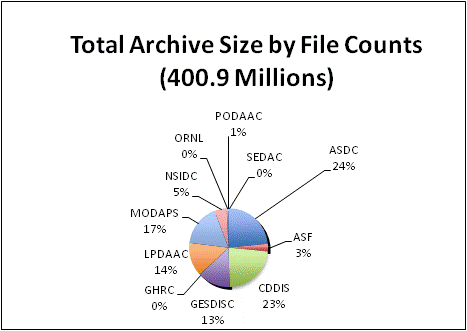 Total Archive Size by File Counts
(400.9 Millions)
PODAAC
1%
ORNL
0%
SEDAC
0%
ASDC
24%
NSIDC
5%
MODAPS
17%
ASF
3%
LPDAAC
14%
GHRC
0%
GESDISC
13%
CDDIS
23%